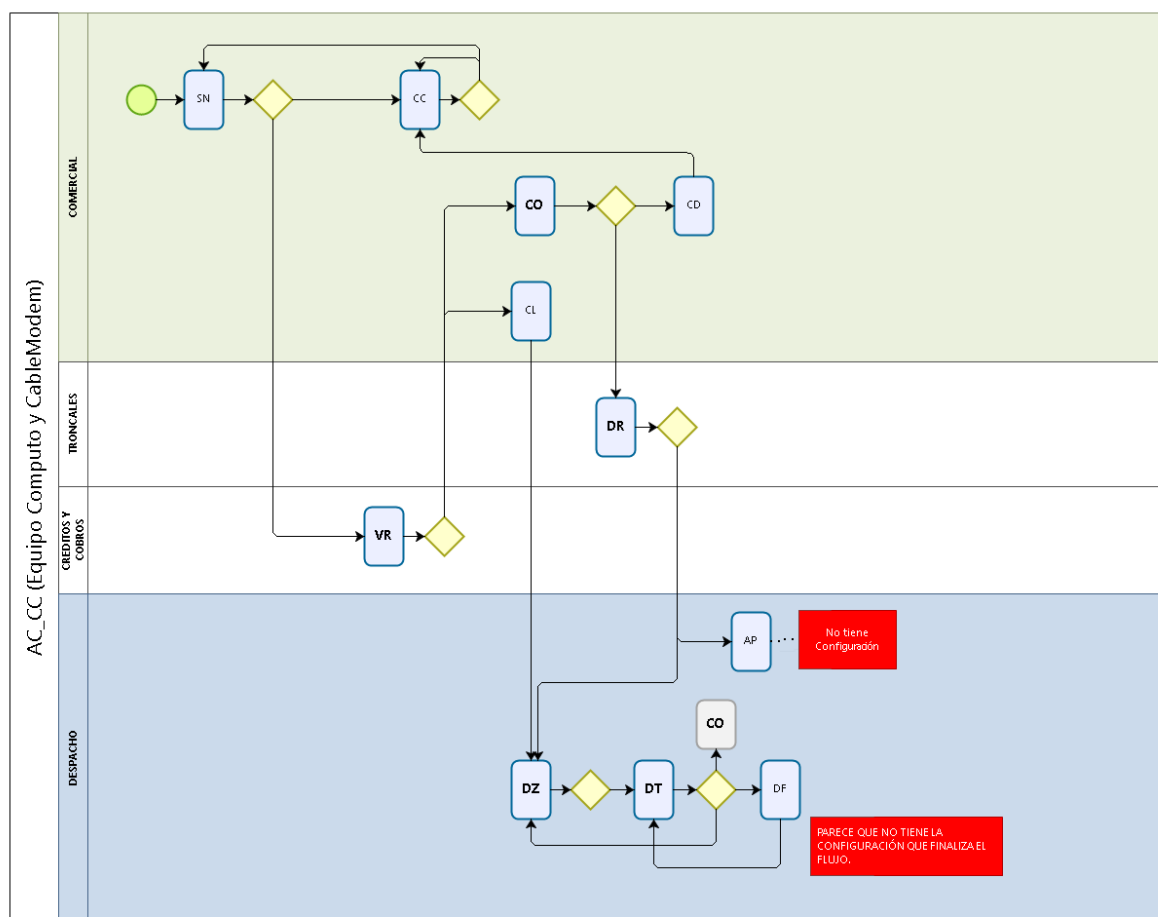 AC_CC (Equipo Computo y CableModem)
COMERCIAL
SN
CC
CO
CD
CL
TRONCALES
DR
CREDITOS Y
COBROS
VR
DESPACHO
AP
No tiene
Configuración
CO
DZ
DT
DF
PARECE QUE NO TIENE LA
CONFIGURACIÓN QUE FINALIZA EL
FLUJO.